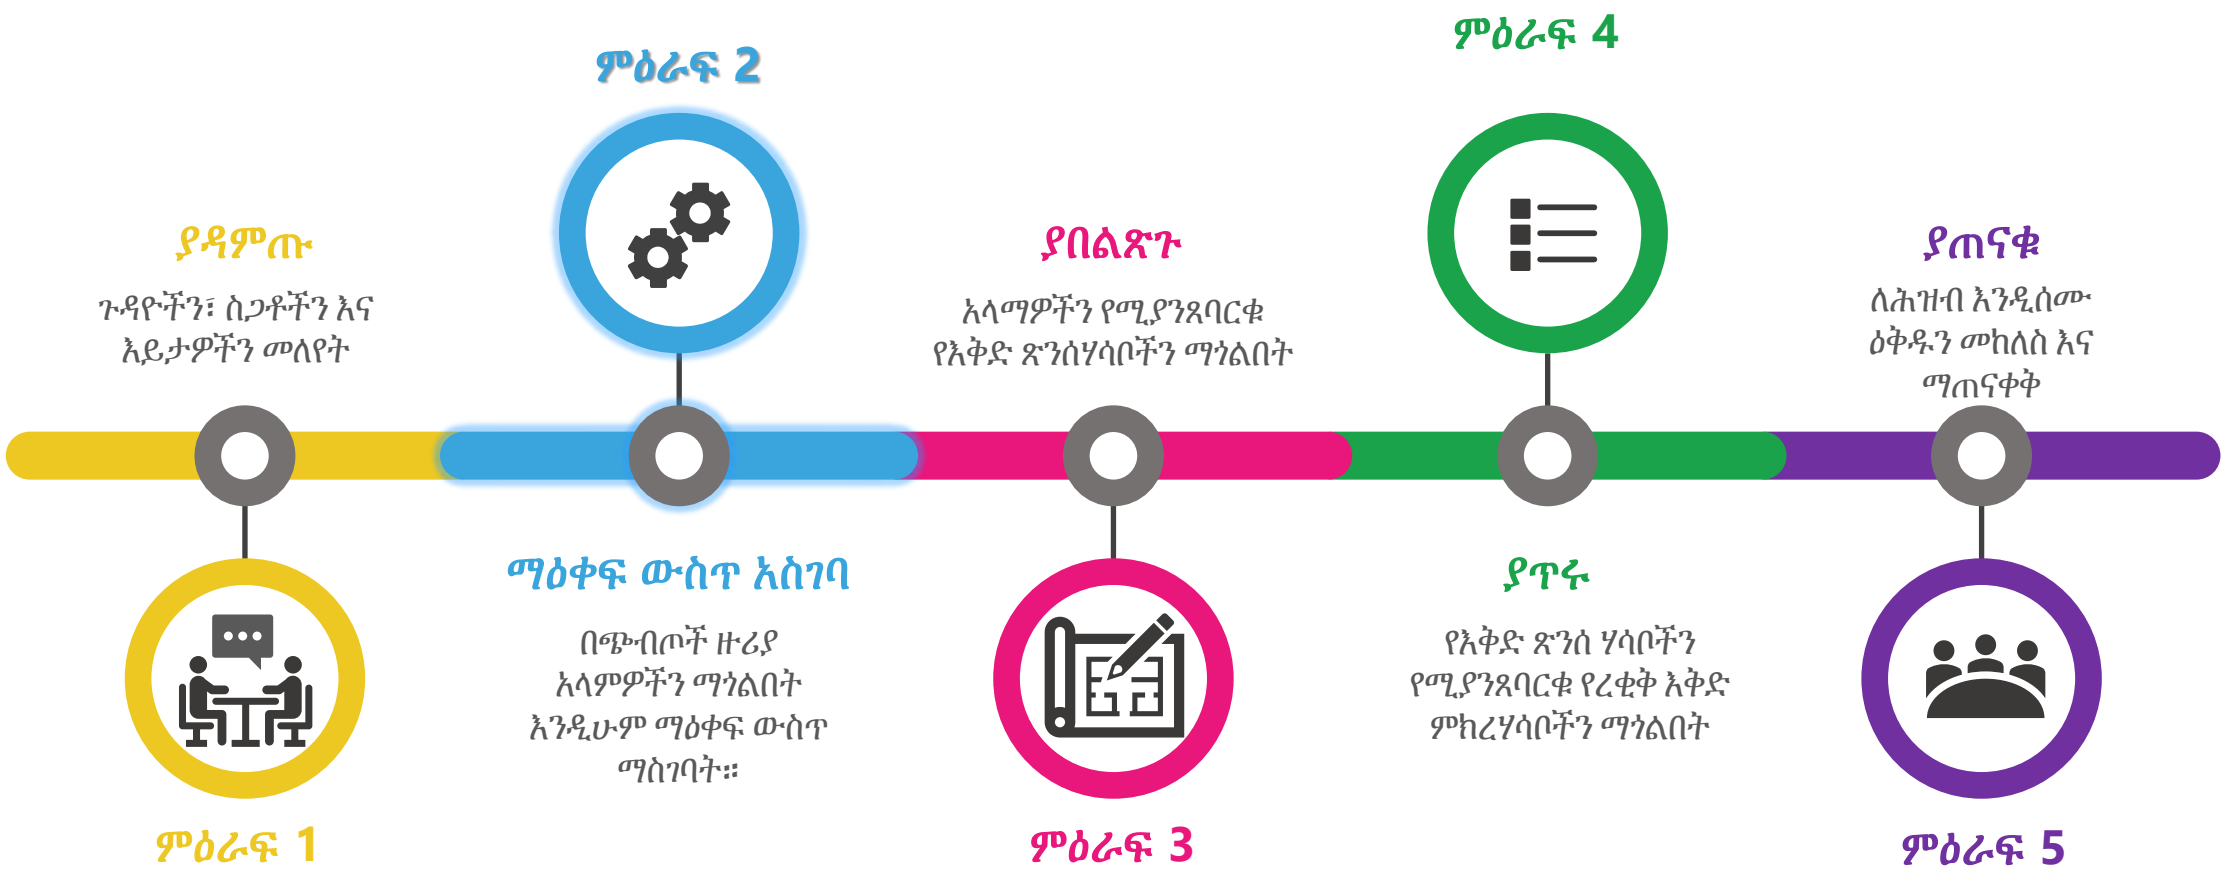 ያዳምጡ
ጉዳዮችን፣ ስጋቶችን እና
እይታዎችን መለየት
ምዕራፍ 1
ምዕራፍ 2
ማዕቀፍ ውስጥ አስገባ
በጭብጦች ዙሪያ
አላምዎችን ማጎልበት
እንዲሁም ማዕቀፍ ውስጥ
ማስገባት።
ያበልጽጉ
አላማዎችን የሚያንጸባርቁ
የእቅድ ጽንሰሃሳቦችን ማጎልበት
ምዕራፍ 3
ምዕራፍ 4
ያጥሩ
የእቅድ ጽንሰ ሃሳቦችን
የሚያንጸባርቁ የረቂቅ እቅድ
ምክረሃሳቦችን ማጎልበት
ያጠናቁ
ለሕዝብ እንዲሰሙ
ዕቅዱን መከለስ እና
ማጠናቀቅ
ምዕራፍ 5